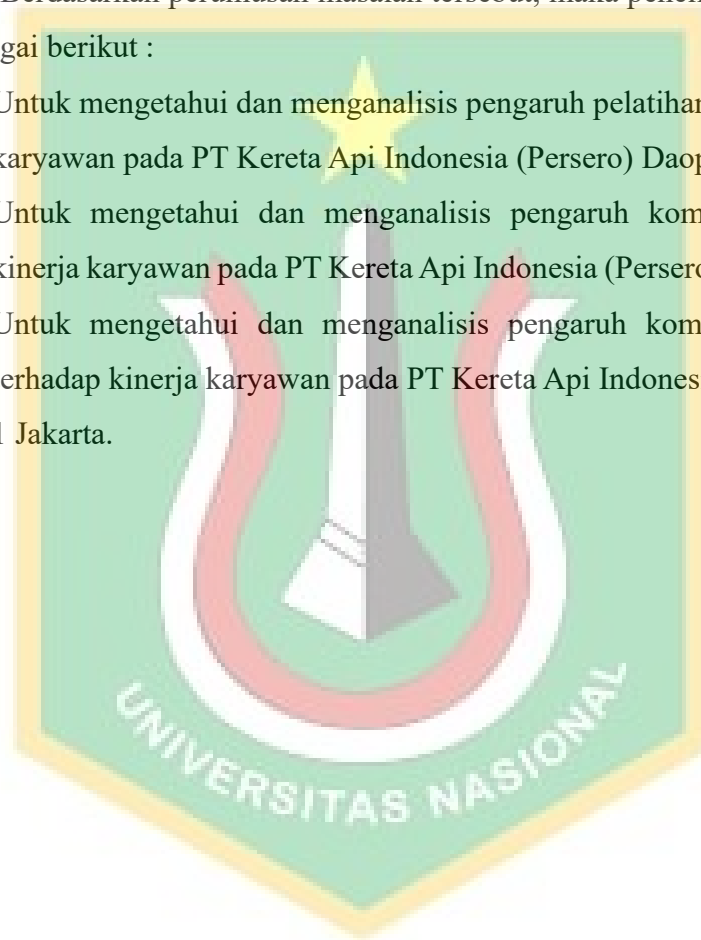 Berdasarkan perumusan masalah tersebut, maka
gai berikut :
Untuk mengetahui dan menganalisis pengaruh pelatihan
karyawan pada PT Kereta Api Indonesia (Persero) Daop
Untuk mengetahui dan menganalisis pengaruh kom
kinerja karyawan pada PT Kereta Api Indonesia (Persero
Untuk mengetahui dan menganalisis pengaruh kom
erhadap kinerja karyawan pada PT Kereta Api Indones
1 Jakarta.
UNIVERSITAS NASIONAL